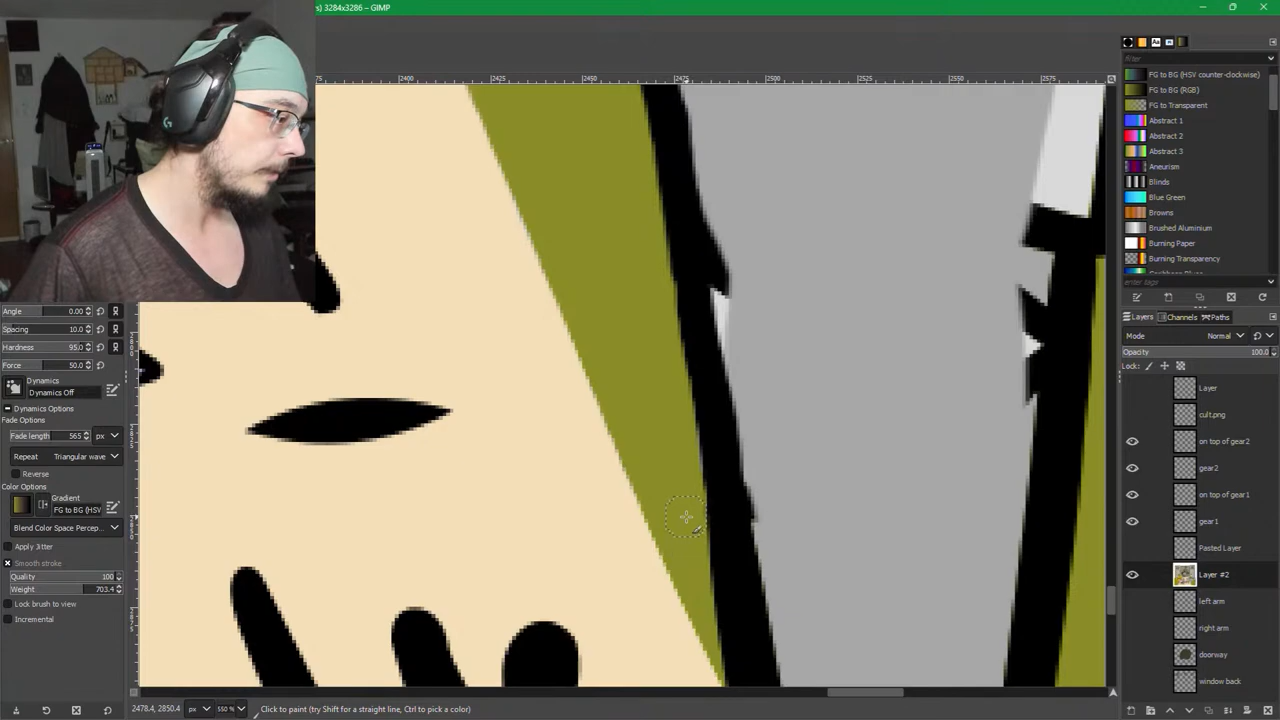 s) 3284x3286 – GIMP
75 2400 2425 2450 2475 2500 2525 2550 2575
filter
FG to BG (HSV counter-clockwise)
FG to BG (RGB)
FG to Transparent
Abstract 1
Abstract 2
Abstract 3
Aneurism
Blinds
Blue Green
Browns
Brushed Aluminium
Burning Paper
Burning Transparency
enter tags
Layers Channels Paths
Mode Normal
Opacity 100.0
Lock:
Layer
cult.png
on top of gear2
gear2
on top of gear1
gear1
Pasted Layer
Layer #2
left arm
right arm
doorway
window back
Angle 0.00
Spacing 10.0
Hardness 95.0
Force 50.0
Dynamics
Dynamics Off
Dynamics Options
Fade Options
Fade length 565 px
Repeat Triangular wave
Reverse
Color Options
Gradient
FG to BG (HSV
Blend Color Space Percep...
Apply Jitter
Smooth stroke
Quality 100
Weight 703.4
Lock brush to view
Incremental
2478.4, 2850.4 px 550 % Click to paint (try Shift for a straight line, Ctrl to pick a color)